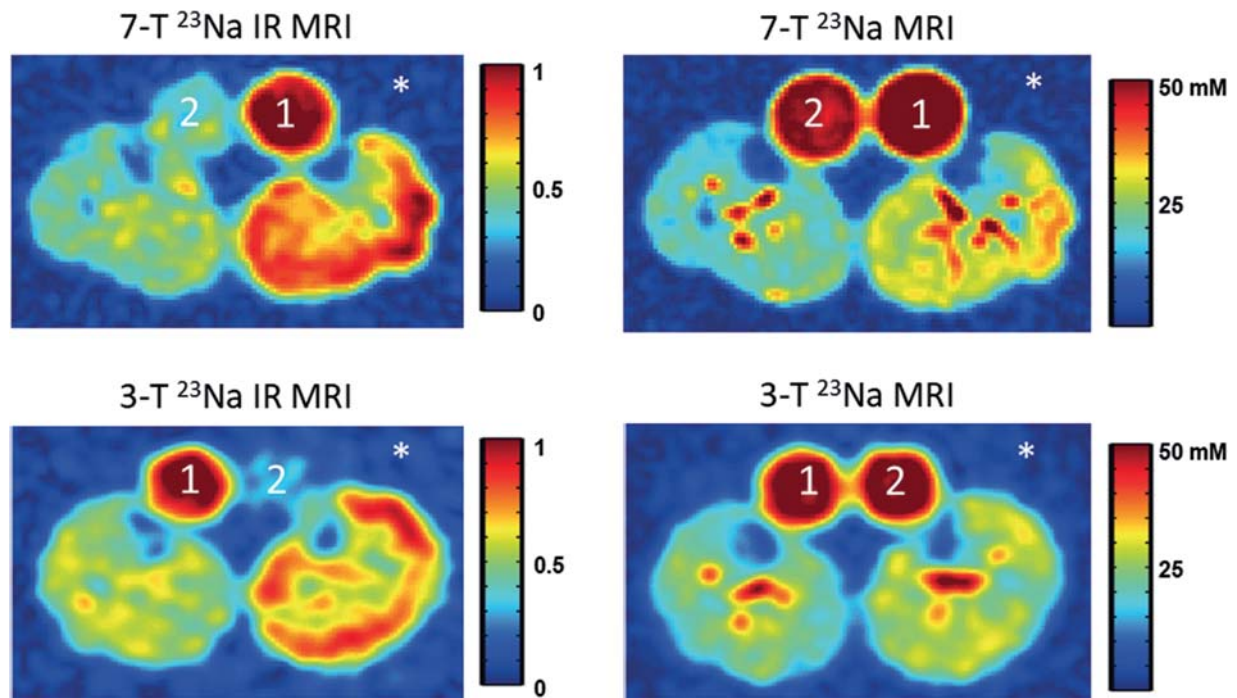 7-T ²³Na IR MRI
7-T ²³Na MRI
2 1 *
1
0.5
0
2 1 *
50 mM
25
3-T ²³Na IR MRI
3-T ²³Na MRI
1 2 *
1
0.5
0
1 2 *
50 mM
25